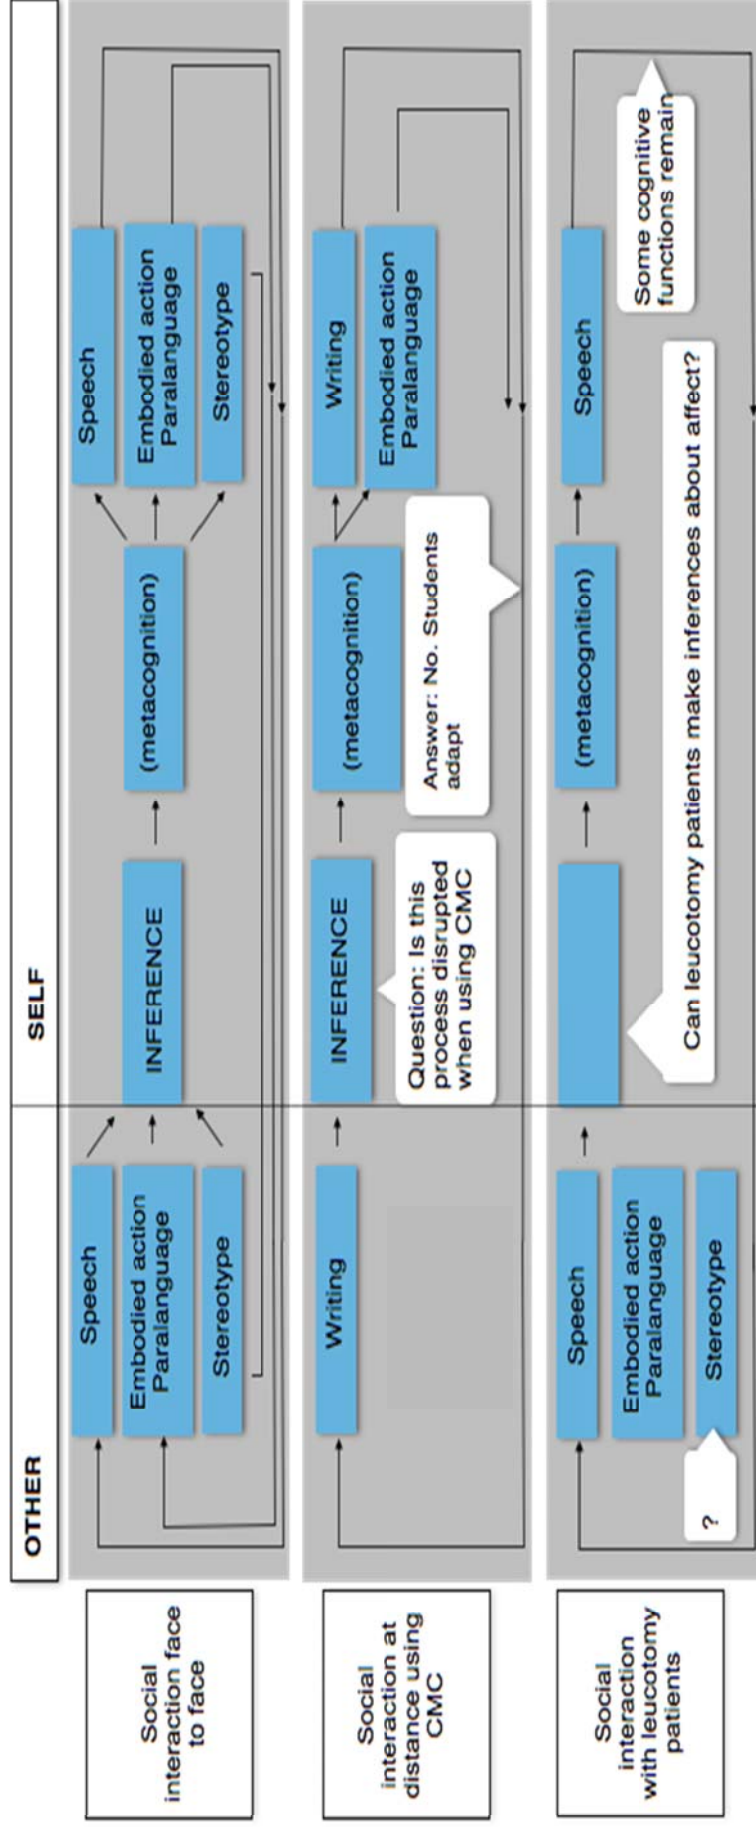 OTHER
SELF
Social
interaction face
to face
Speech
Embodied action
Paralanguage
Stereotype
INFERENCE
(metacognition)
Speech
Embodied action
Paralanguage
Stereotype
Social
interaction at
distance using
CMC
Writing
INFERENCE
Question: Is this
process disrupted
when using CMC
(metacognition)
Answer: No. Students
adapt
Writing
Embodied action
Paralanguage
Social
interaction
with leucotomy
patients
Speech
Embodied action
Paralanguage
Stereotype
?
(metacognition)
Can leucotomy patients make inferences about affect?
Speech
Some cognitive
functions remain